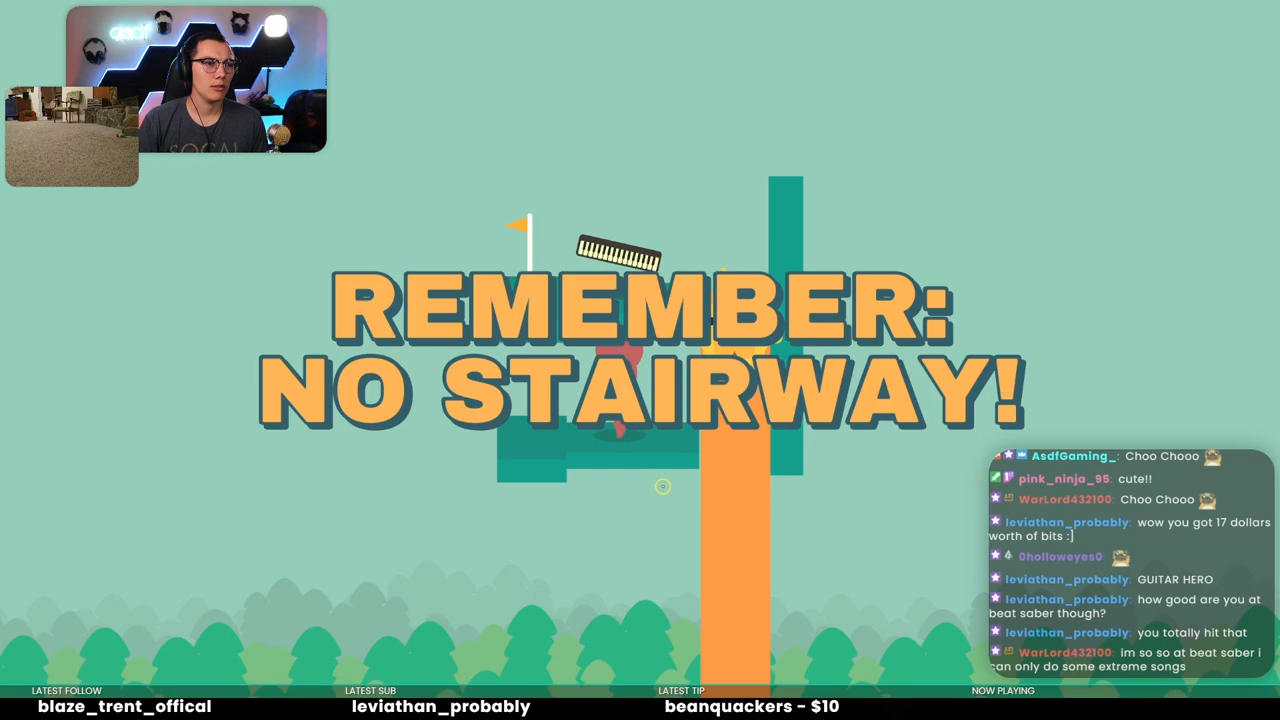 SOCAL
REMEMBER:
NO STAIRWAY!
AsdfGaming_: Choo Chooo
pink_ninja_95: cute!!
WarLord432100: Choo Chooo
leviathan_probably: wow you got 17 dollars
worth of bits :]
0holloweyes0:
leviathan_probably: GUITAR HERO
leviathan_probably: how good are you at
beat saber though?
leviathan_probably: you totally hit that
WarLord432100: im so so at beat saber i
can only do some extreme songs
LATEST FOLLOW
blaze_trent_offical
LATEST SUB
leviathan_probably
LATEST TIP
beanquackers - $10
NOW PLAYING